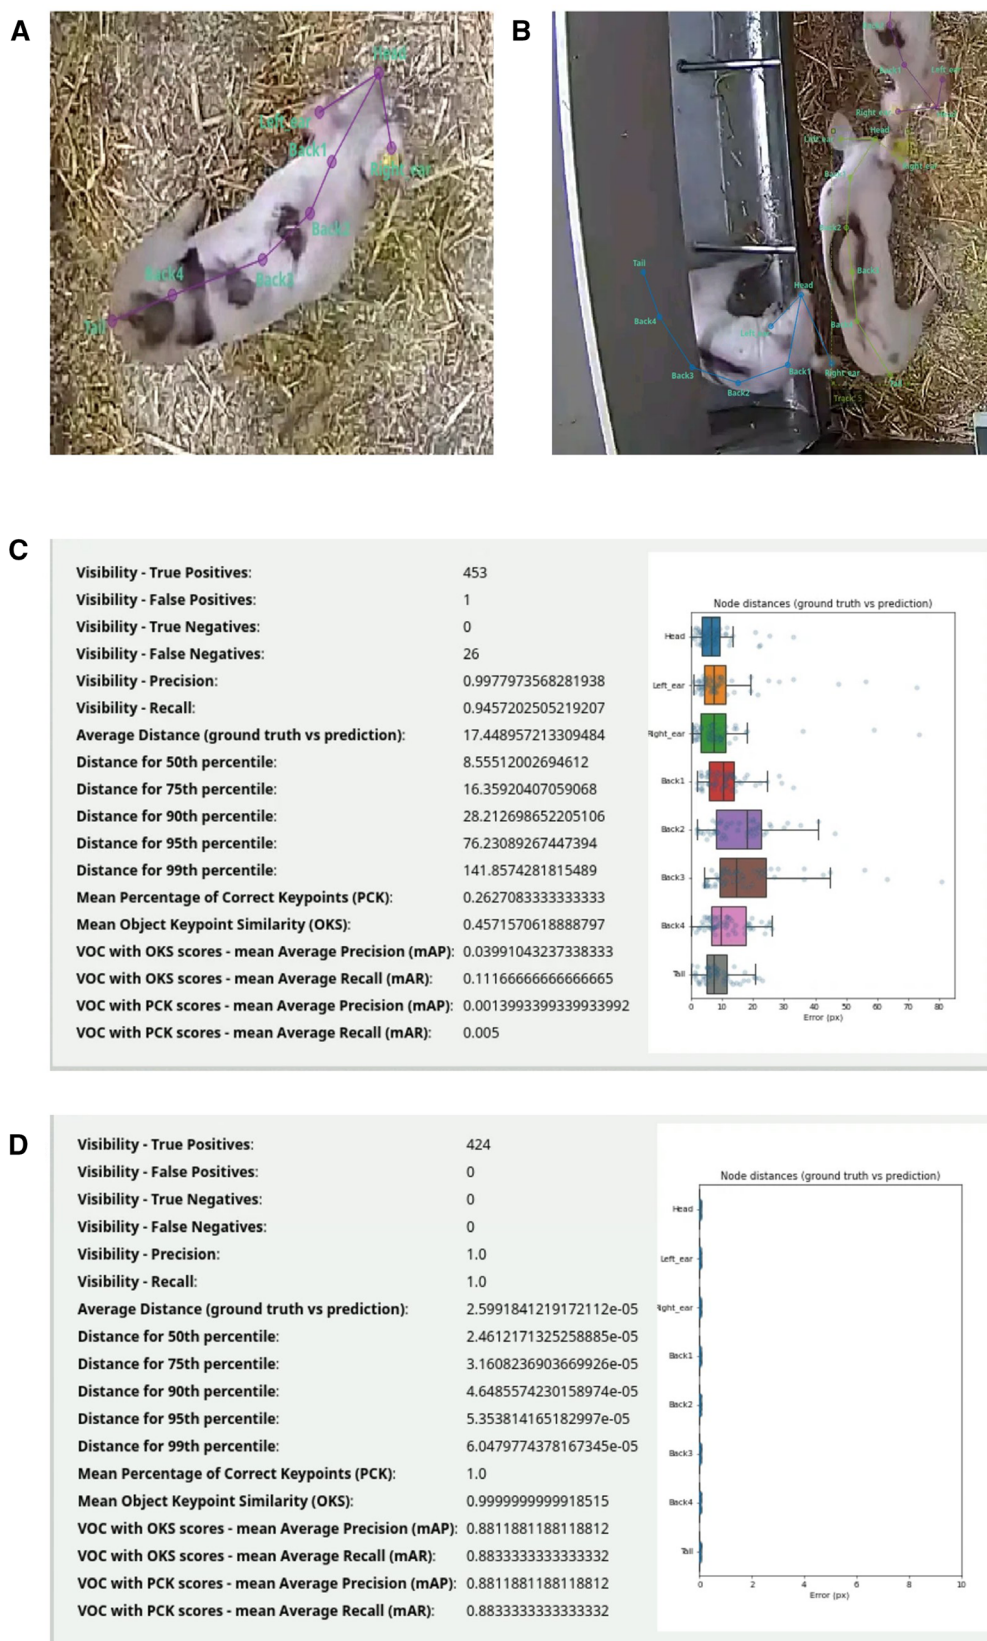 A
B
Head
Left_ear
Back1
Right_ear
Back2
Back3
Back4
Tail
Back1
Left_ear
Right_ear
Left_ear
Head
Right_ear
Back2
Tail
Head
Back4
Back3
Back1
Right_ear
Back2
Tail
Track 5
C
Visibility - True Positives: 453
Visibility - False Positives: 1
Visibility - True Negatives: 0
Visibility - False Negatives: 26
Visibility - Precision: 0.9977973568281938
Visibility - Recall: 0.9457202505219207
Average Distance (ground truth vs prediction): 17.448957213309484
Distance for 50th percentile: 8.55512002694612
Distance for 75th percentile: 16.35920407059068
Distance for 90th percentile: 28.212698652205106
Distance for 95th percentile: 76.23089267447394
Distance for 99th percentile: 141.8574281815489
Mean Percentage of Correct Keypoints (PCK): 0.2627083333333333
Mean Object Keypoint Similarity (OKS): 0.4571570618888797
VOC with OKS scores - mean Average Precision (mAP): 0.03991043237338333
VOC with OKS scores - mean Average Recall (mAR): 0.11166666666666665
VOC with PCK scores - mean Average Precision (mAP): 0.0013993399339933992
VOC with PCK scores - mean Average Recall (mAR): 0.005
Node distances (ground truth vs prediction)
Head
Left_ear
Right_ear
Back1
Back2
Back3
Back4
Tail
0 10 20 30 40 50 60 70 80
Error (px)
D
Visibility - True Positives: 424
Visibility - False Positives: 0
Visibility - True Negatives: 0
Visibility - False Negatives: 0
Visibility - Precision: 1.0
Visibility - Recall: 1.0
Average Distance (ground truth vs prediction): 2.5991841219172112e-05
Distance for 50th percentile: 2.4612171325258885e-05
Distance for 75th percentile: 3.1608236903669926e-05
Distance for 90th percentile: 4.6485574230158974e-05
Distance for 95th percentile: 5.353814165182997e-05
Distance for 99th percentile: 6.0479774378167345e-05
Mean Percentage of Correct Keypoints (PCK): 1.0
Mean Object Keypoint Similarity (OKS): 0.9999999999918515
VOC with OKS scores - mean Average Precision (mAP): 0.8811881188118812
VOC with OKS scores - mean Average Recall (mAR): 0.8833333333333332
VOC with PCK scores - mean Average Precision (mAP): 0.8811881188118812
VOC with PCK scores - mean Average Recall (mAR): 0.8833333333333332
Node distances (ground truth vs prediction)
Head
Left_ear
Right_ear
Back1
Back2
Back3
Back4
Tail
0 2 4 6 8 10
Error (px)